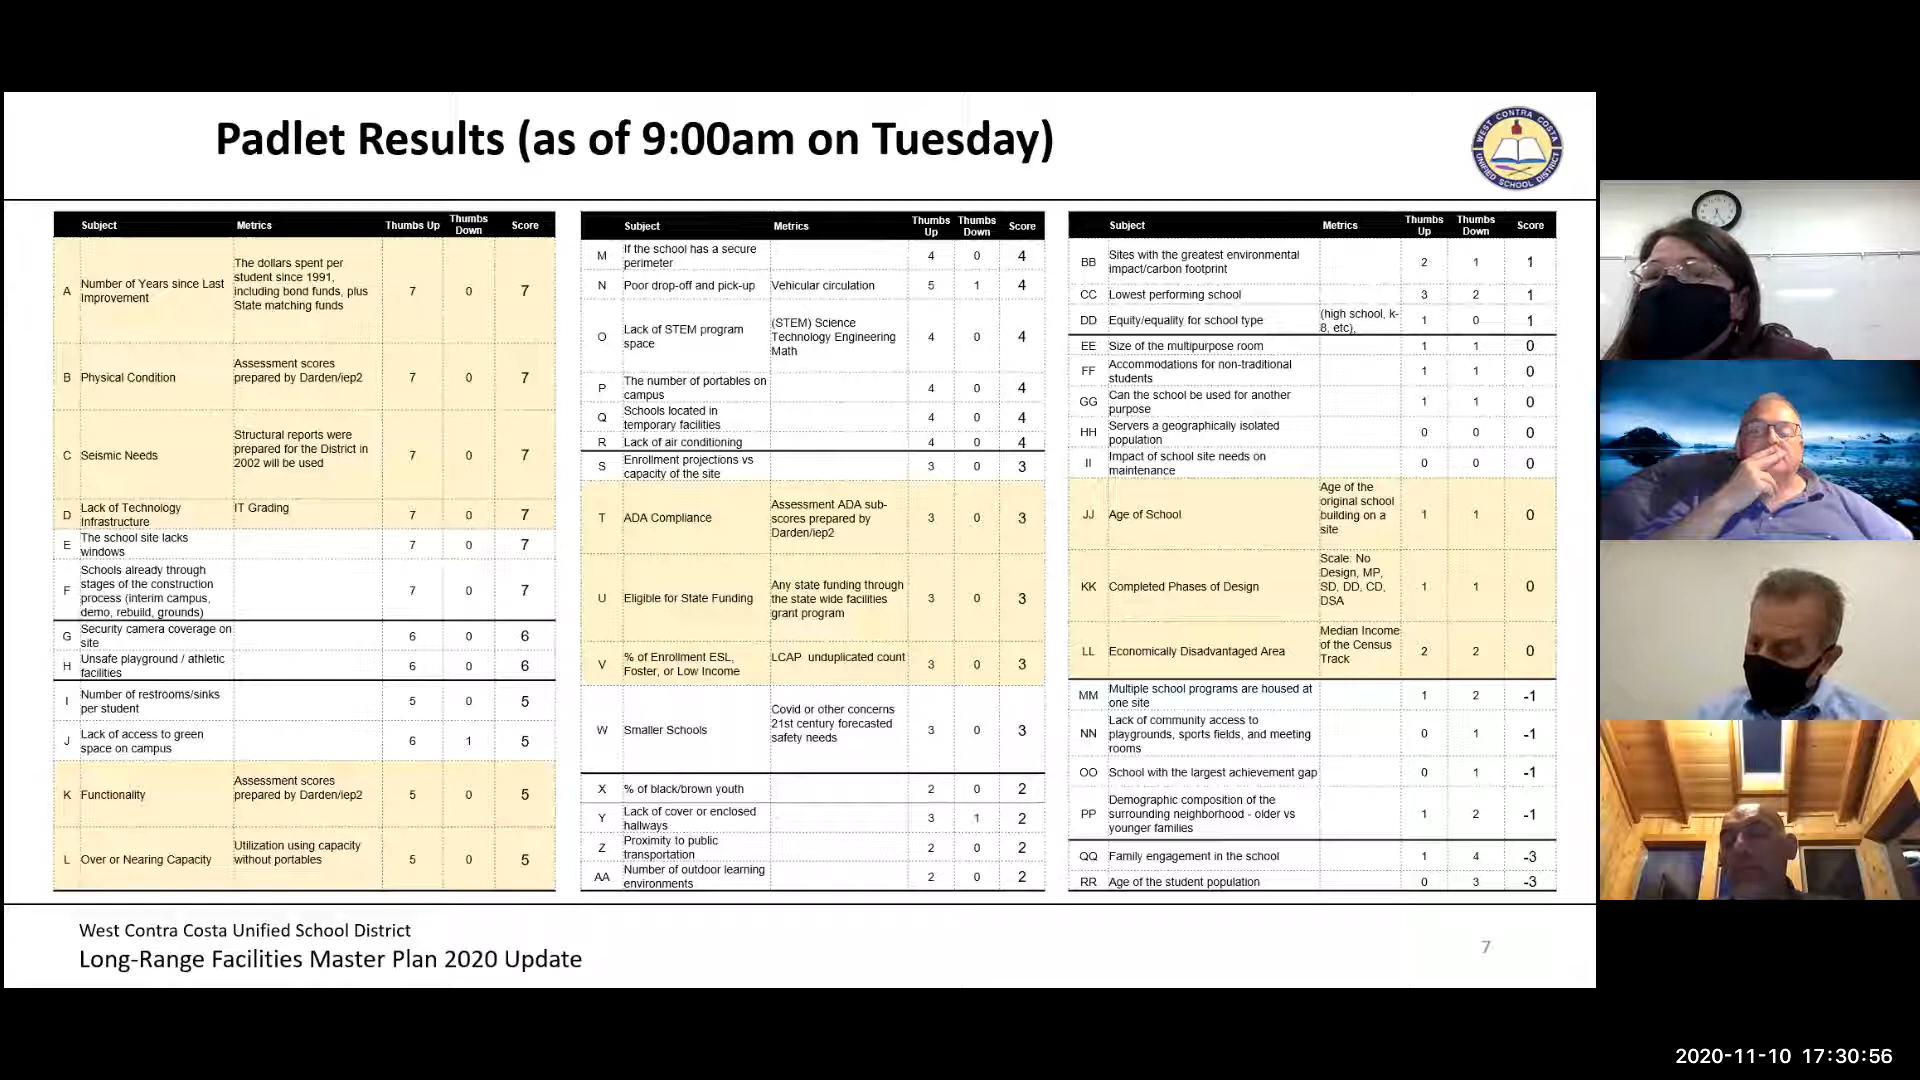 Padlet Results (as of 9:00am on Tuesday)
WEST CONTRA COSTA
UNIFIED SCHOOL DISTRICT
Subject Metrics Thumbs Up Thumbs Down Score
A Number of Years since Last Improvement The dollars spent per student since 1991, including bond funds, plus State matching funds 7 0 7
B Physical Condition Assessment scores prepared by Darden/iep2 7 0 7
C Seismic Needs Structural reports were prepared for the District in 2002 will be used 7 0 7
D Lack of Technology Infrastructure IT Grading 7 0 7
E The school site lacks windows 7 0 7
F Schools already through stages of the construction process (interim campus, demo, rebuild, grounds) 7 0 7
G Security camera coverage on site 6 0 6
H Unsafe playground / athletic facilities 6 0 6
I Number of restrooms/sinks per student 5 0 5
J Lack of access to green space on campus 6 1 5
K Functionality Assessment scores prepared by Darden/iep2 5 0 5
L Over or Nearing Capacity Utilization using capacity without portables 5 0 5
Subject Metrics Thumbs Up Thumbs Down Score
M If the school has a secure perimeter 4 0 4
N Poor drop-off and pick-up Vehicular circulation 5 1 4
O Lack of STEM program space (STEM) Science Technology Engineering Math 4 0 4
P The number of portables on campus 4 0 4
Q Schools located in temporary facilities 4 0 4
R Lack of air conditioning 4 0 4
S Enrollment projections vs capacity of the site 3 0 3
T ADA Compliance Assessment ADA sub-scores prepared by Darden/iep2 3 0 3
U Eligible for State Funding Any state funding through the state wide facilities grant program 3 0 3
V % of Enrollment ESL, Foster, or Low Income LCAP unduplicated count 3 0 3
W Smaller Schools Covid or other concerns 21st century forecasted safety needs 3 0 3
X % of black/brown youth 2 0 2
Y Lack of cover or enclosed hallways 3 1 2
Z Proximity to public transportation 2 0 2
AA Number of outdoor learning environments 2 0 2
Subject Metrics Thumbs Up Thumbs Down Score
BB Sites with the greatest environmental impact/carbon footprint 2 1 1
CC Lowest performing school 3 2 1
DD Equity/equality for school type (high school, k-8, etc), 1 0 1
EE Size of the multipurpose room 1 1 0
FF Accommodations for non-traditional students 1 1 0
GG Can the school be used for another purpose 1 1 0
HH Servers a geographically isolated population 0 0 0
II Impact of school site needs on maintenance 0 0 0
JJ Age of School Age of the original school building on a site 1 1 0
KK Completed Phases of Design Scale: No Design, MP, SD, DD, CD, DSA 1 1 0
LL Economically Disadvantaged Area Median Income of the Census Track 2 2 0
MM Multiple school programs are housed at one site 1 2 -1
NN Lack of community access to playgrounds, sports fields, and meeting rooms 0 1 -1
OO School with the largest achievement gap 0 1 -1
PP Demographic composition of the surrounding neighborhood - older vs younger families 1 2 -1
QQ Family engagement in the school 1 4 -3
RR Age of the student population 0 3 -3
West Contra Costa Unified School District
Long-Range Facilities Master Plan 2020 Update
7
2020-11-10 17:30:56